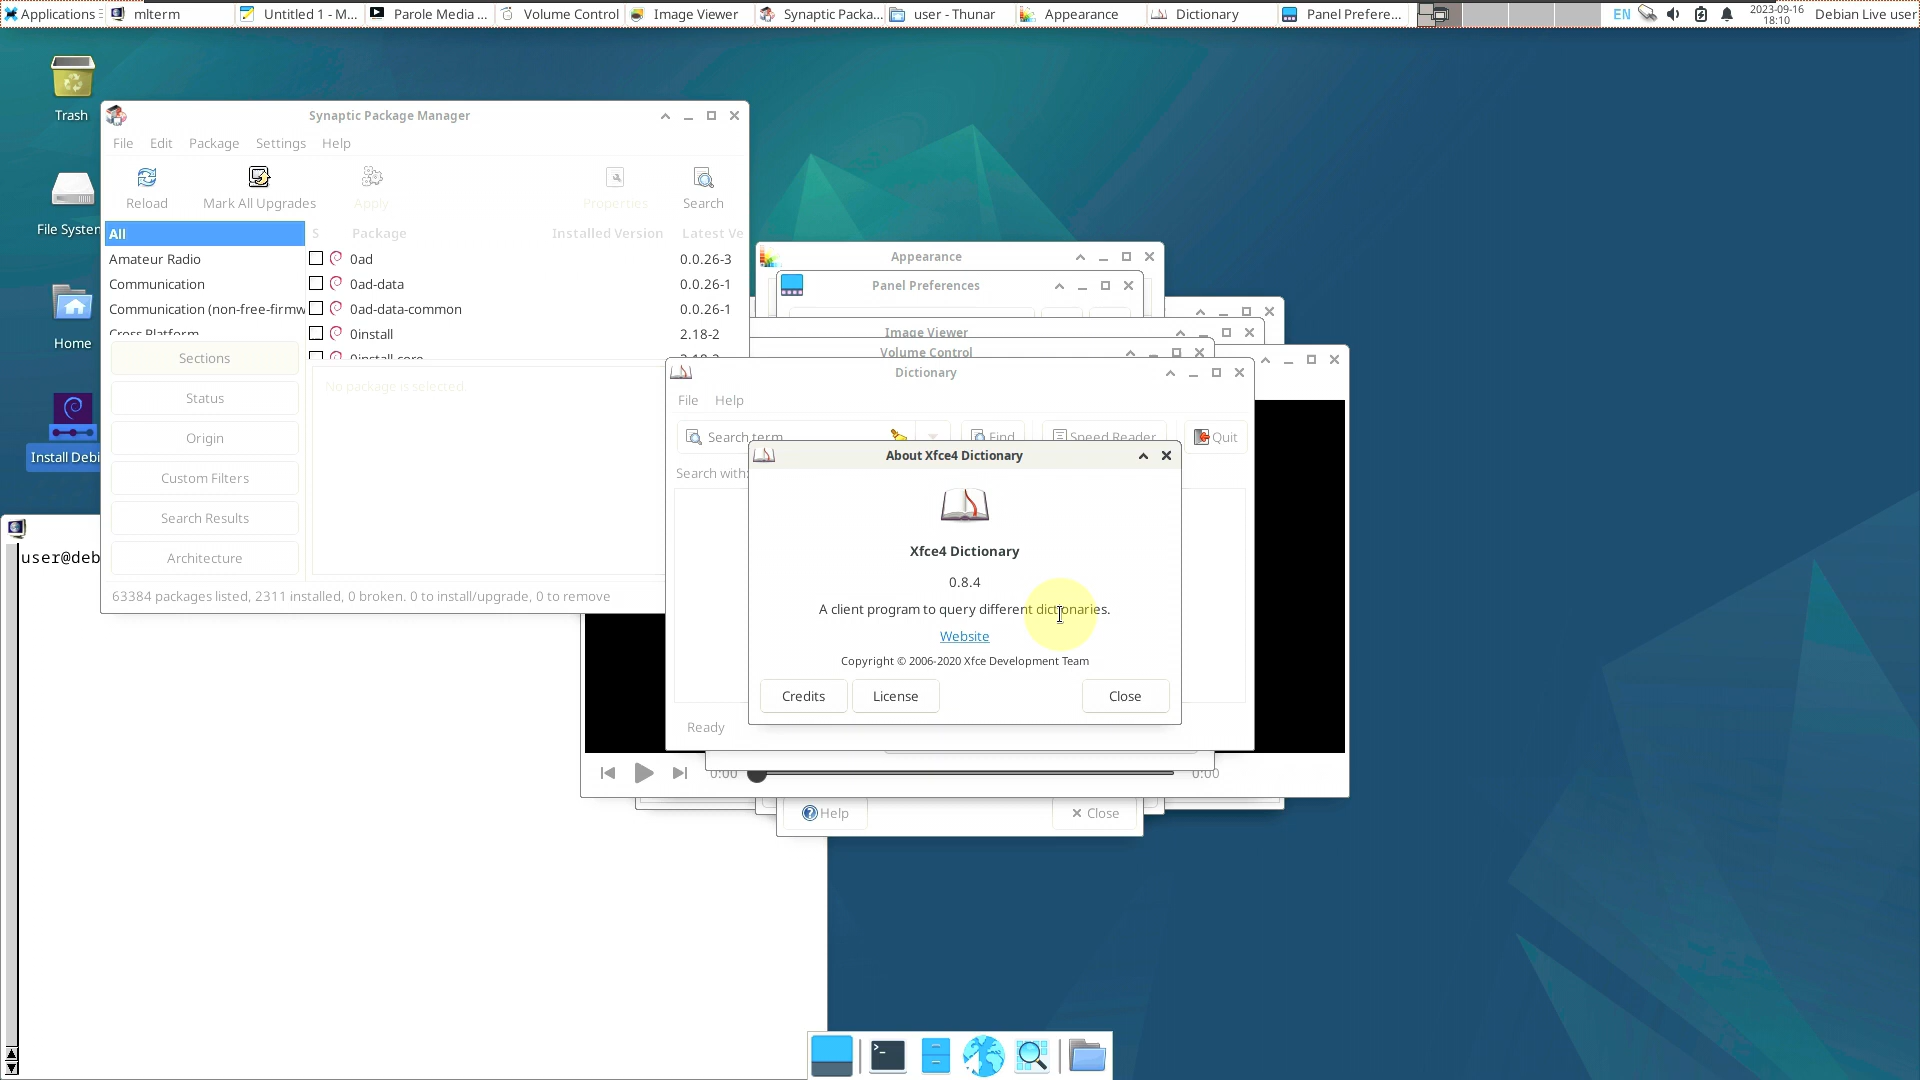 Applications
mlterm
Untitled 1 - M...
Parole Media ...
Volume Control
Image Viewer
Synaptic Packa...
user - Thunar
Appearance
Dictionary
Panel Prefere...
EN
2023-09-16
18:10
Debian Live user
Trash
File System
Home
Install Debi
Synaptic Package Manager
File Edit Package Settings Help
Reload
Mark All Upgrades
Apply
Properties
Search
All
Amateur Radio
Communication
Communication (non-free-firmw
Cross Platform
S Package Installed Version Latest Ve
0ad 0.0.26-3
0ad-data 0.0.26-1
0ad-data-common 0.0.26-1
0install 2.18-2
0install-core 2.18-2
Sections
Status
Origin
Custom Filters
Search Results
Architecture
No package is selected.
63384 packages listed, 2311 installed, 0 broken. 0 to install/upgrade, 0 to remove
user@deb
Appearance
Panel Preferences
Image Viewer
Volume Control
Dictionary
File Help
Search term
Find
Speed Reader
Quit
Search with:
About Xfce4 Dictionary
Xfce4 Dictionary
0.8.4
A client program to query different dictionaries.
Website
Copyright © 2006-2020 Xfce Development Team
Credits
License
Close
Ready
0:00
0:00
Help
Close